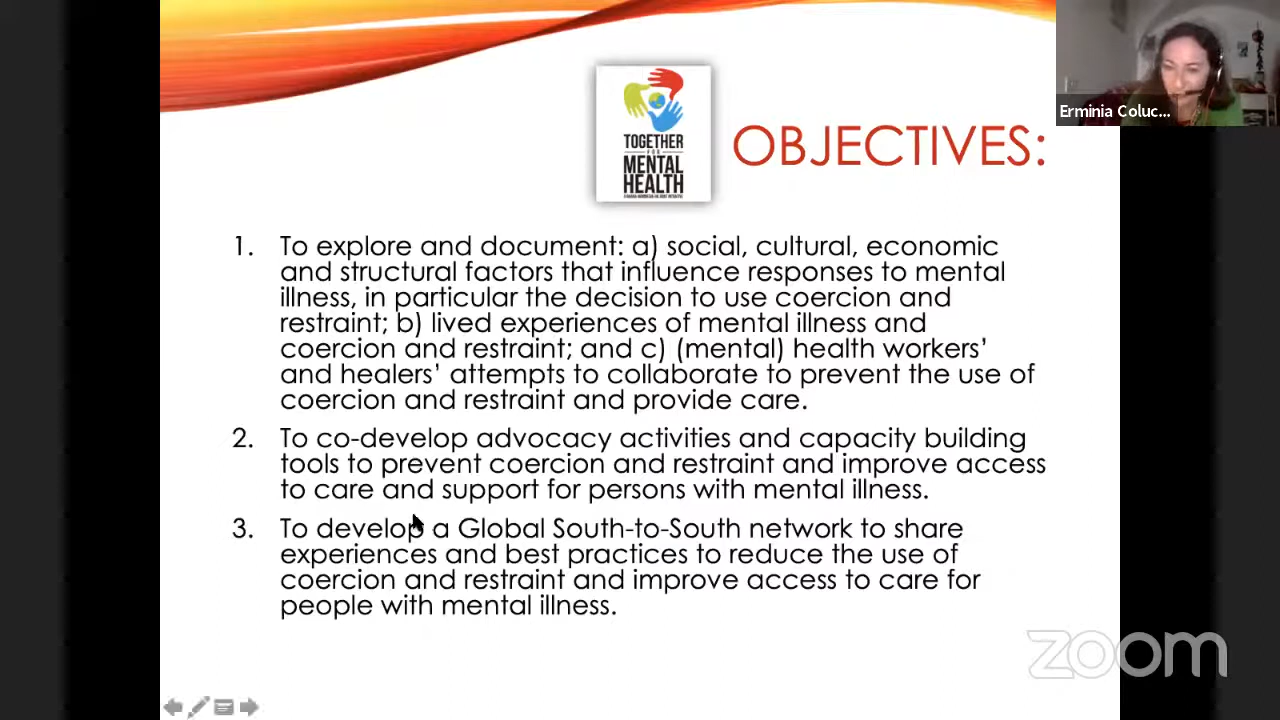 Erminia Coluc...
TOGETHER
FOR
MENTAL
HEALTH
OBJECTIVES:
1. To explore and document: a) social, cultural, economic
and structural factors that influence responses to mental
illness, in particular the decision to use coercion and
restraint; b) lived experiences of mental illness and
coercion and restraint; and c) (mental) health workers’
and healers’ attempts to collaborate to prevent the use of
coercion and restraint and provide care.
2. To co-develop advocacy activities and capacity building
tools to prevent coercion and restraint and improve access
to care and support for persons with mental illness.
3. To develop a Global South-to-South network to share
experiences and best practices to reduce the use of
coercion and restraint and improve access to care for
people with mental illness.
zoom